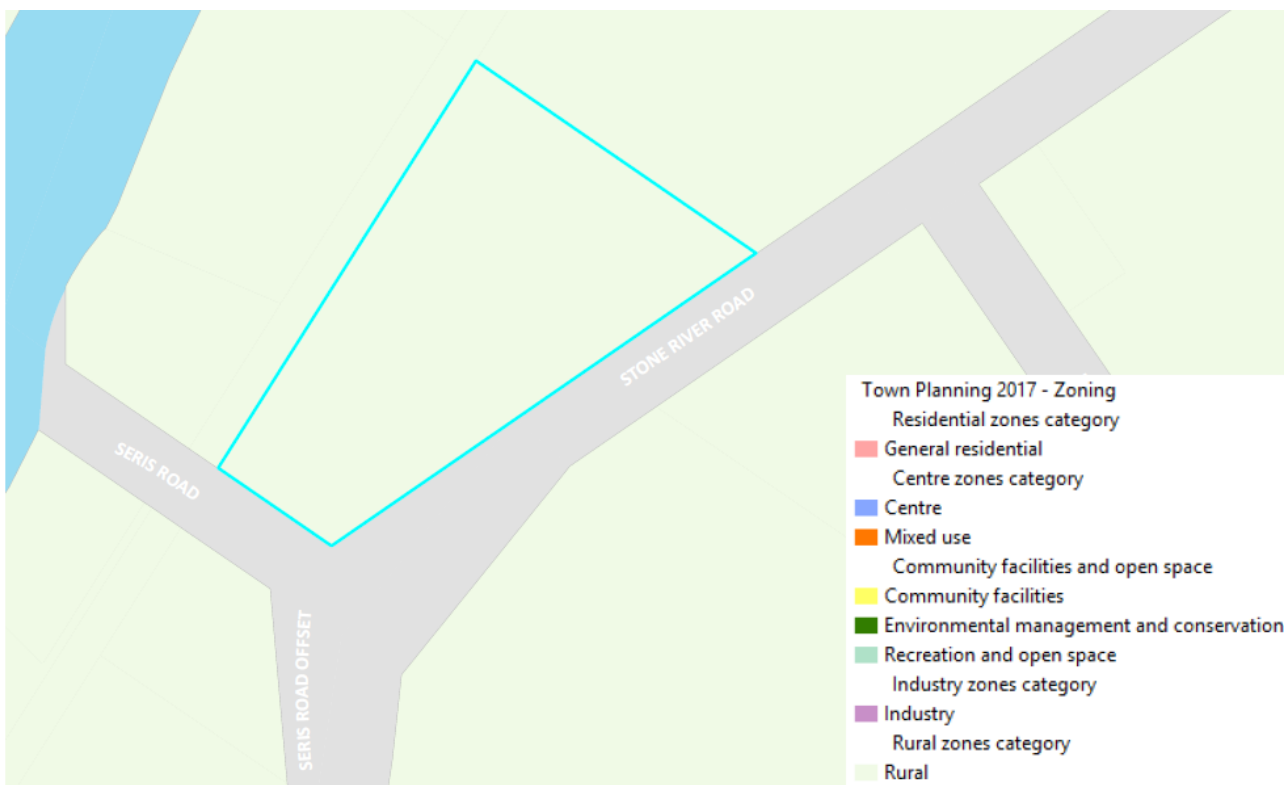 STONE RIVER ROAD
SERIS ROAD
SERIS ROAD OFFSET
Town Planning 2017 - Zoning
Residential zones category
General residential
Centre zones category
Centre
Mixed use
Community facilities and open space
Community facilities
Environmental management and conservation
Recreation and open space
Industry zones category
Industry
Rural zones category
Rural